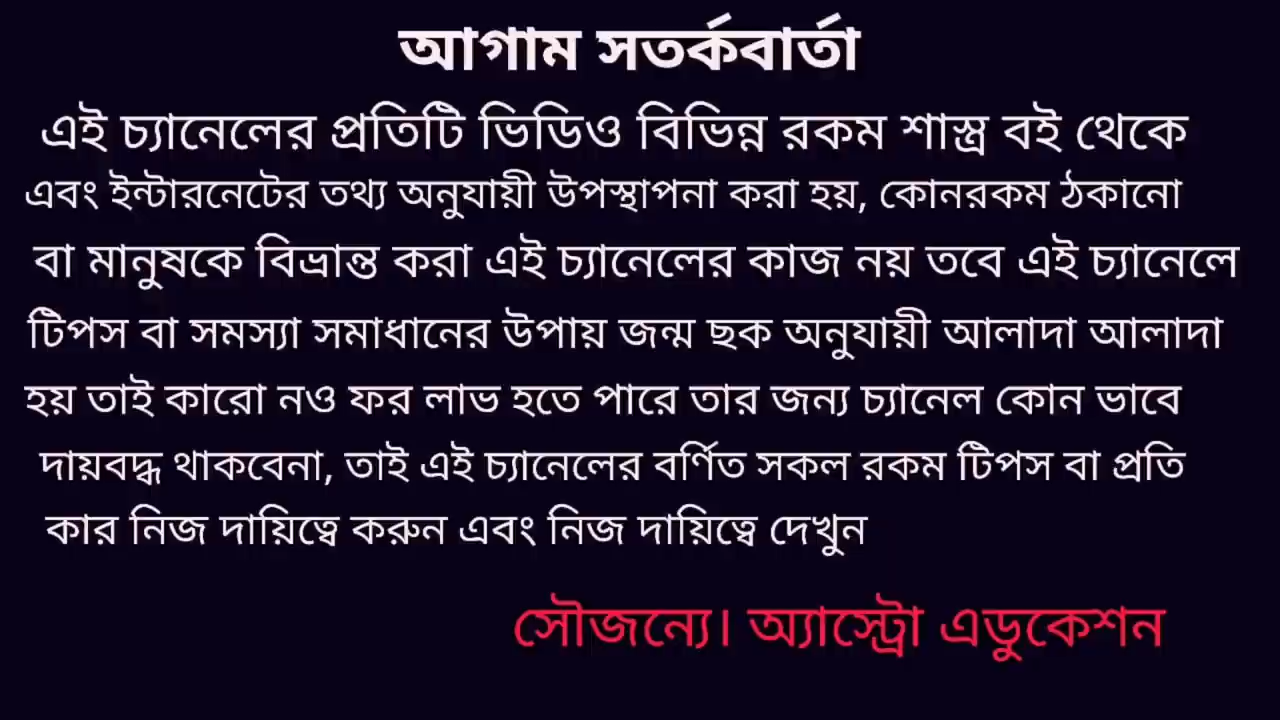 আগাম সতর্কবার্তা
এই চ্যানেলের প্রতিটি ভিডিও বিভিন্ন রকম শাস্ত্র বই থেকে
এবং ইন্টারনেটের তথ্য অনুযায়ী উপস্থাপনা করা হয়, কোনরকম ঠকানো
বা মানুষকে বিভ্রান্ত করা এই চ্যানেলের কাজ নয় তবে এই চ্যানেলে
টিপস বা সমস্যা সমাধানের উপায় জন্ম ছক অনুযায়ী আলাদা আলাদা
হয় তাই কারো নও ফর লাভ হতে পারে তার জন্য চ্যানেল কোন ভাবে
দায়বদ্ধ থাকবেনা, তাই এই চ্যানেলের বর্ণিত সকল রকম টিপস বা প্রতি
কার নিজ দায়িত্বে করুন এবং নিজ দায়িত্বে দেখুন
সৌজন্যে। অ্যাস্ট্রো এডুকেশন